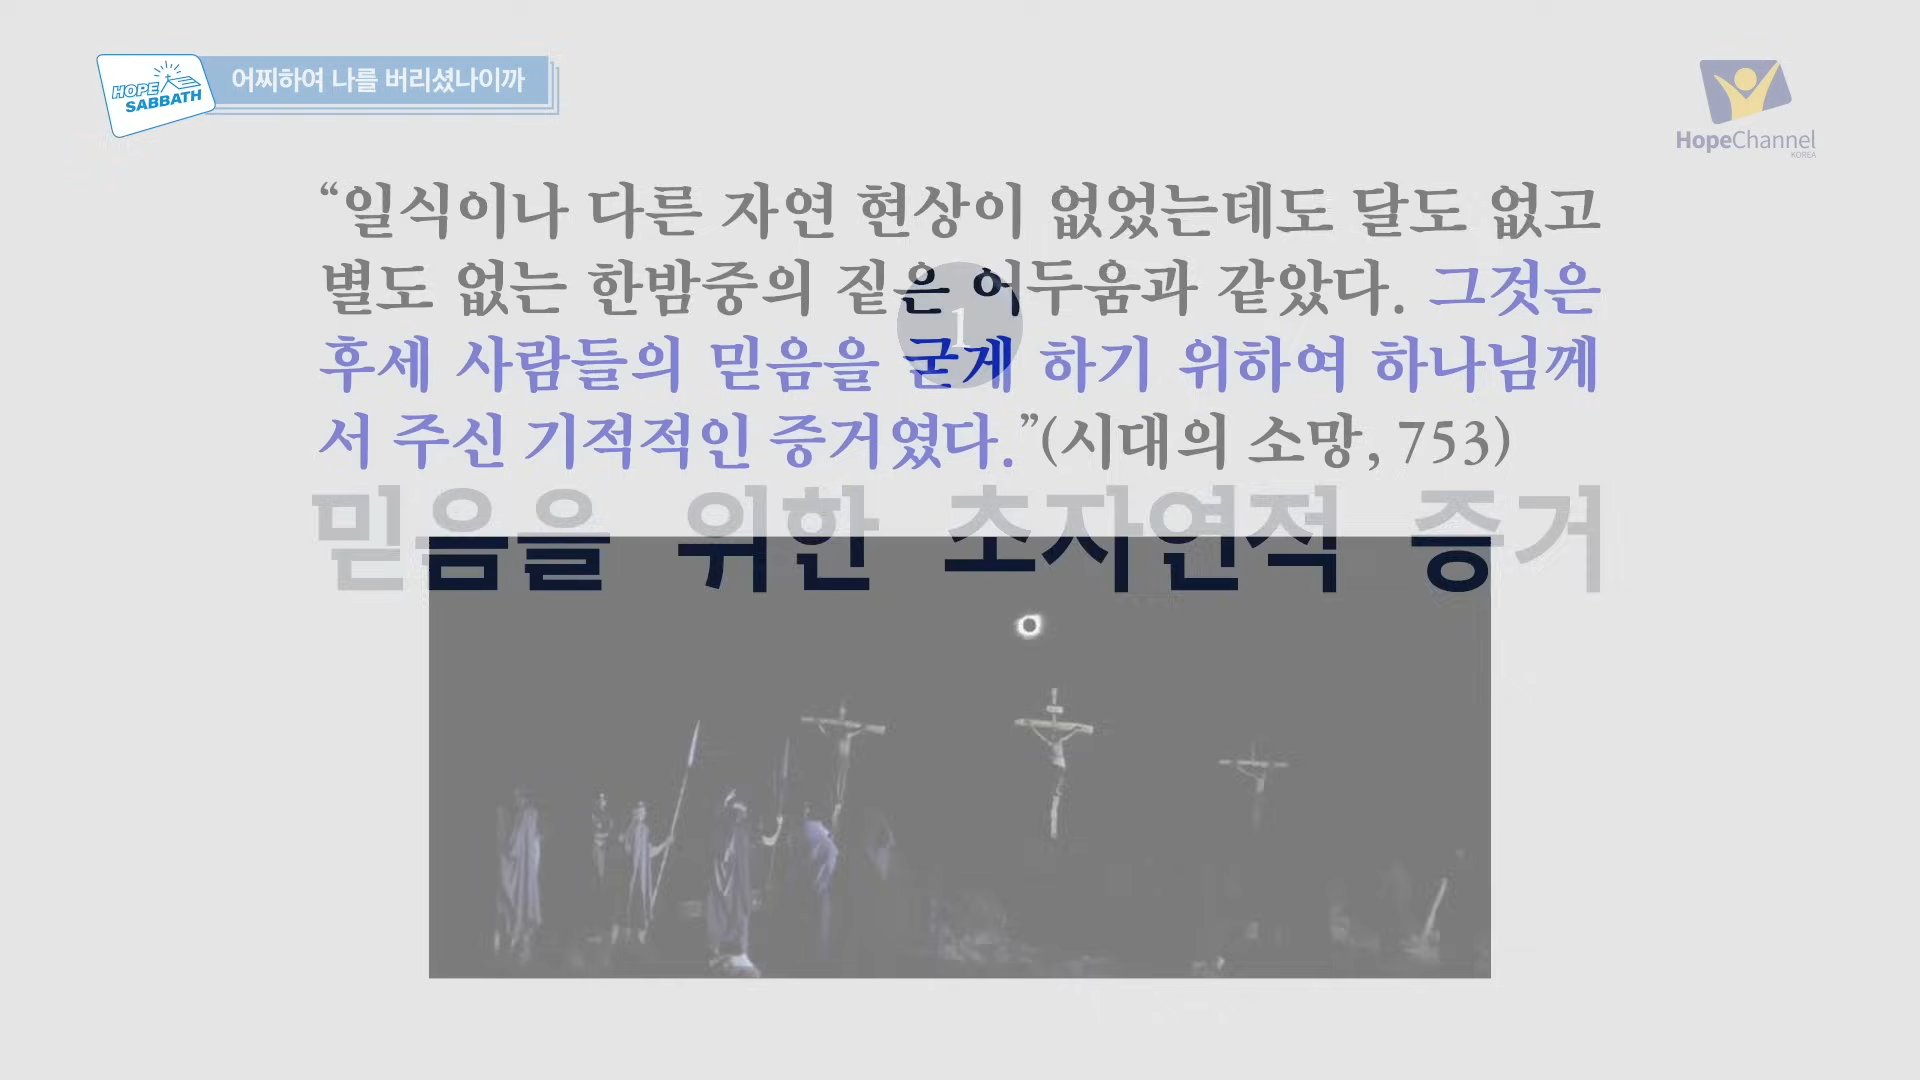 HOPE
SABBATH
어찌하여 나를 버리셨나이까
HopeChannel
KOREA
“일식이나 다른 자연 현상이 없었는데도 달도 없고
별도 없는 한밤중의 짙은 어두움과 같았다. 그것은
1
후세 사람들의 믿음을 굳게 하기 위하여 하나님께
서 주신 기적적인 증거였다.”(시대의 소망, 753)
믿음을 위한 초자연적 증거